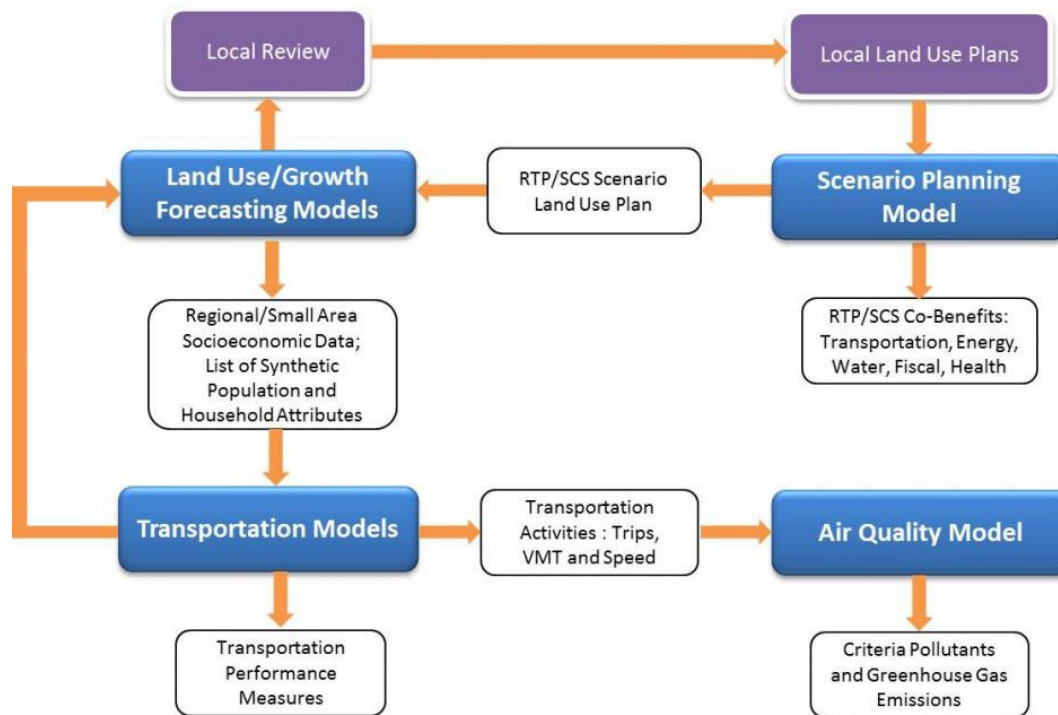 Local Review
Local Land Use Plans
Land Use/Growth
Forecasting Models
RTP/SCS Scenario
Land Use Plan
Scenario Planning
Model
Regional/Small Area
Socioeconomic Data;
List of Synthetic
Population and
Household Attributes
RTP/SCS Co-Benefits:
Transportation, Energy,
Water, Fiscal, Health
Transportation Models
Transportation
Activities : Trips,
VMT and Speed
Air Quality Model
Transportation
Performance
Measures
Criteria Pollutants
and Greenhouse Gas
Emissions